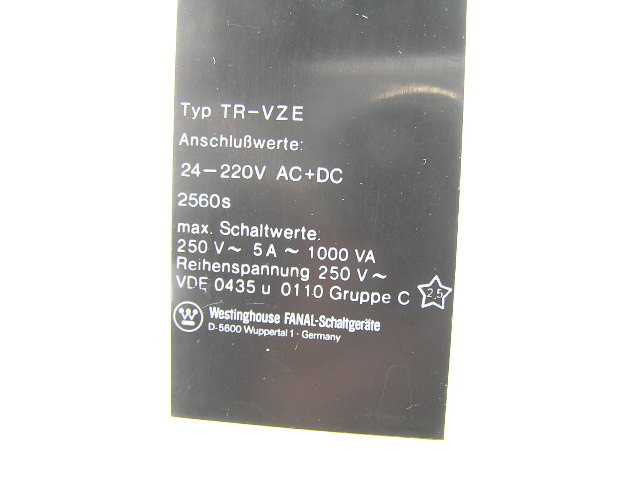 Typ TR-VZE
Anschlußwerte:
24-220V AC+DC
2560s
max. Schaltwerte:
250 V~ 5A ~ 1000 VA
Reihenspannung 250 V~
VDE 0435 u 0110 Gruppe C 2,5
W Westinghouse FANAL-Schaltgeräte
D-5600 Wuppertal 1 · Germany